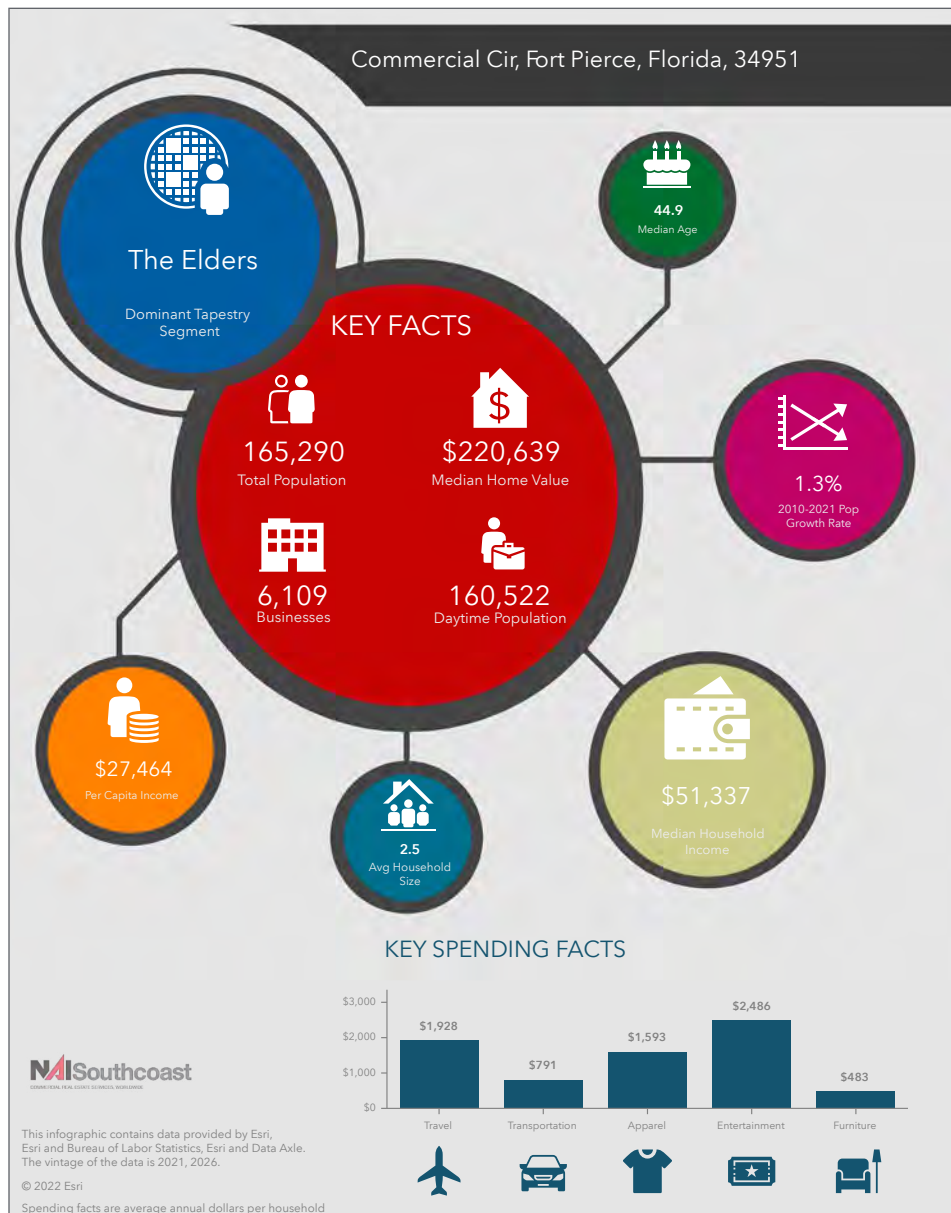 Commercial Cir, Fort Pierce, Florida, 34951
The Elders
Dominant Tapestry
Segment
44.9
Median Age
KEY FACTS
165,290
Total Population
$220,639
Median Home Value
6,109
Businesses
160,522
Daytime Population
1.3%
2010-2021 Pop
Growth Rate
$27,464
Per Capita Income
2.5
Avg Household
Size
$51,337
Median Household
Income
KEY SPENDING FACTS
$3,000
$2,000
$1,000
$0
$1,928
$791
$1,593
$2,486
$483
Travel
Transportation
Apparel
Entertainment
Furniture
NAISouthcoast
COMMERCIAL REAL ESTATE SERVICES, WORLDWIDE
This infographic contains data provided by Esri,
Esri and Bureau of Labor Statistics, Esri and Data Axle.
The vintage of the data is 2021, 2026.
© 2022 Esri
Spending facts are average annual dollars per household